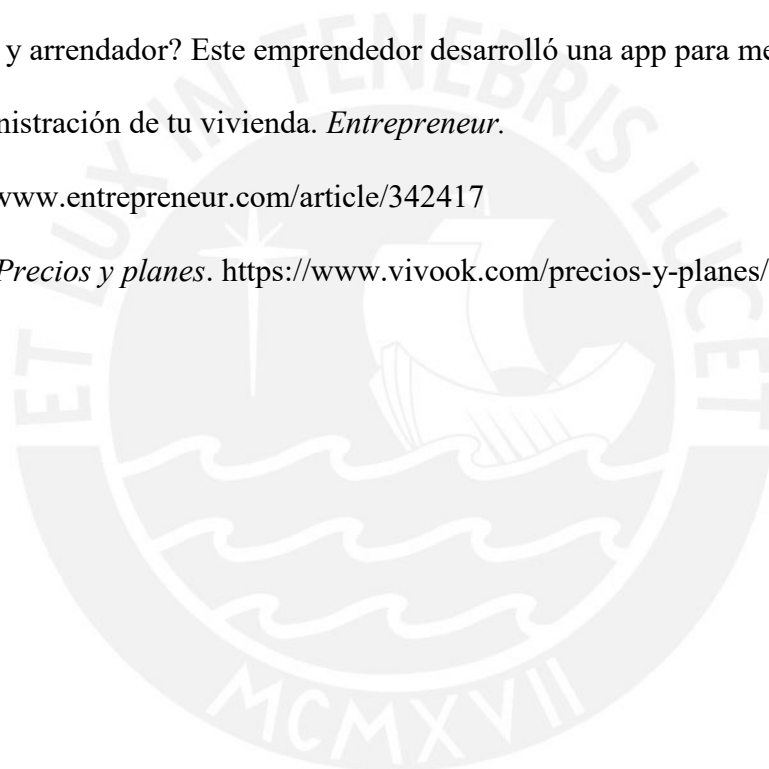 y arrendador? Este emprendedor desarrolló una app para me
nistración de tu vivienda. Entrepreneur.
www.entrepreneur.com/article/342417
Precios y planes. https://www.vivook.com/precios-y-planes/
ET LUX IN TENEBRIS LUCET
MCMXVII